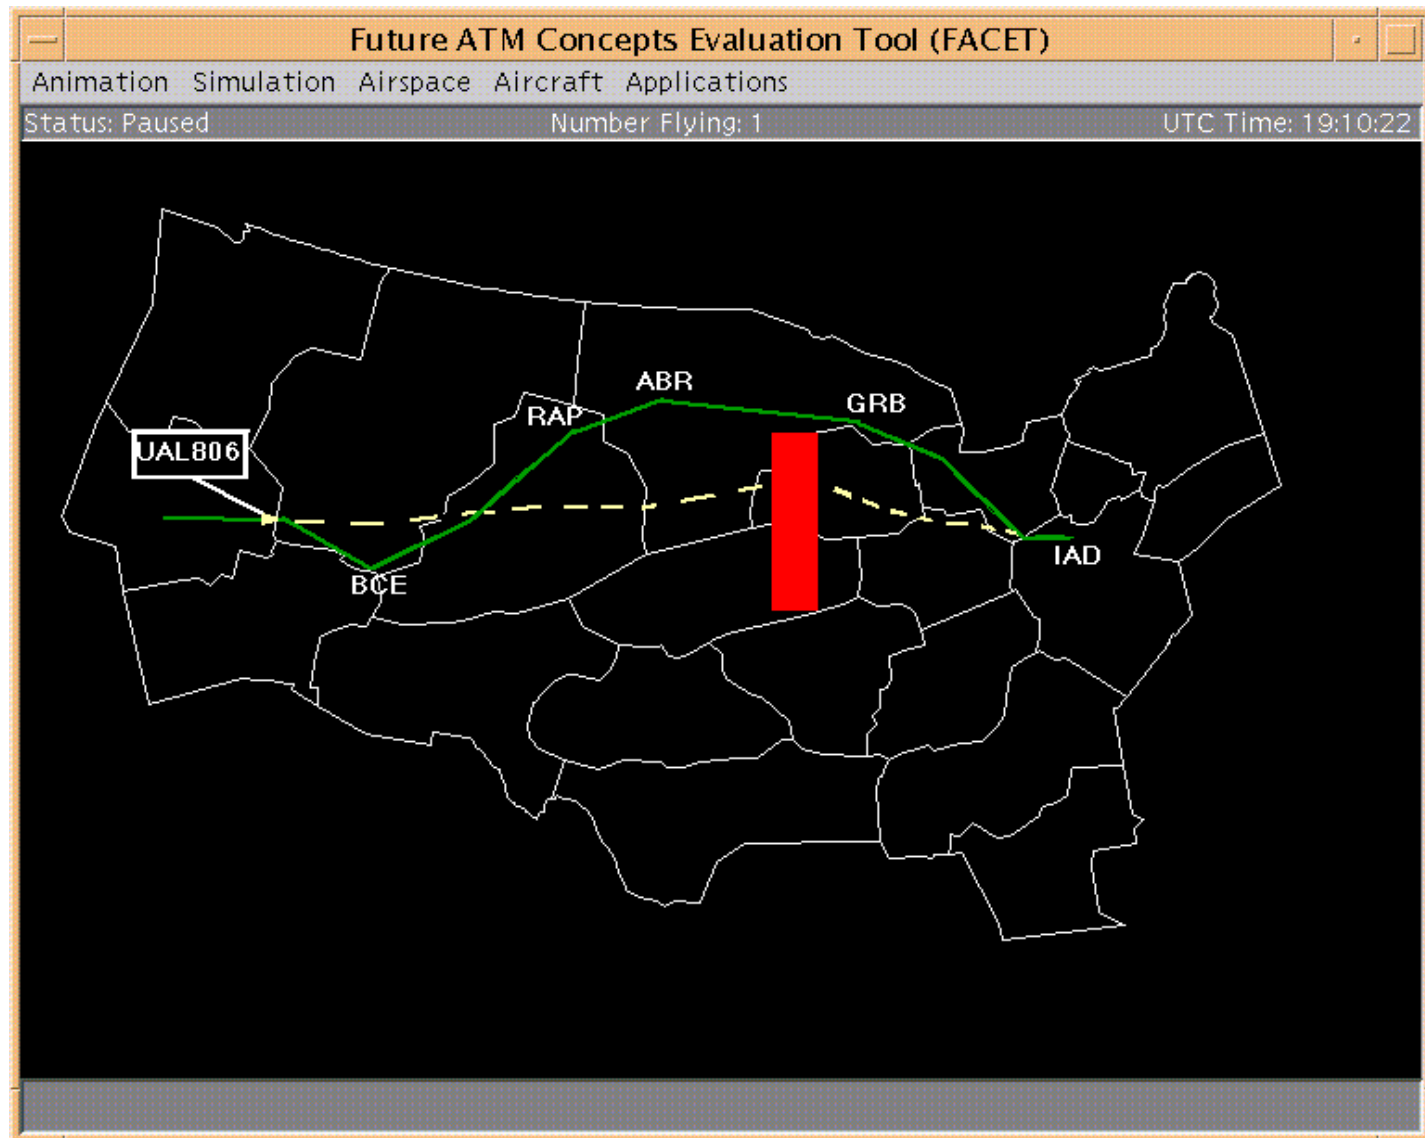 Future ATM Concepts Evaluation Tool (FACET)
Animation Simulation Airspace Aircraft Applications
Status: Paused Number Flying: 1 UTC Time: 19:10:22
ABR
RAP
GRB
UAL806
IAD
BCE